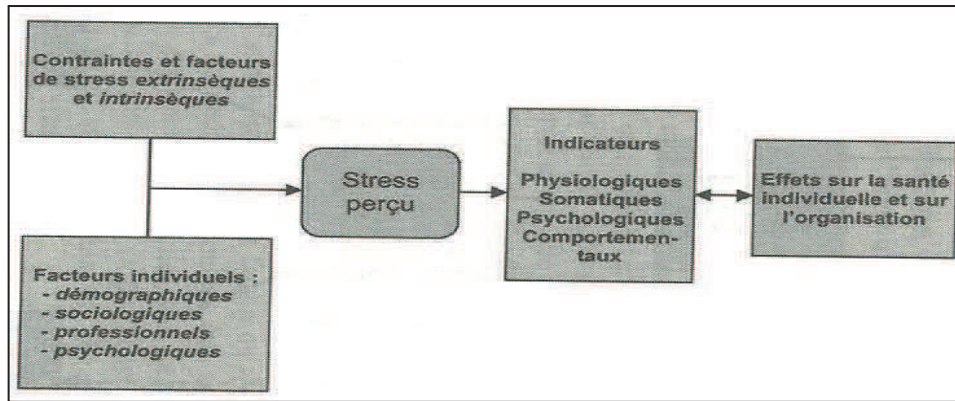 Contraintes et facteurs
de stress extrinsèques
et intrinsèques
Facteurs individuels :
- démographiques
- sociologiques
- professionnels
- psychologiques
Stress
perçu
Indicateurs
Physiologiques
Somatiques
Psychologiques
Comportemen-
taux
Effets sur la santé
individuelle et sur
l'organisation